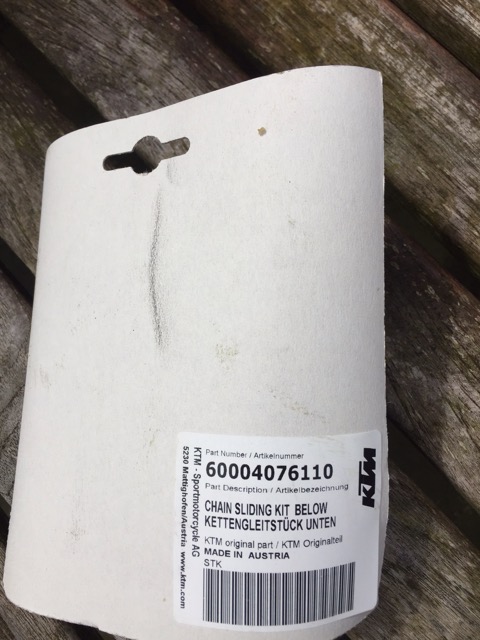 Part Number / Artikelnummer
60004076110
Part Description / Artikelbezeichnung
CHAIN SLIDING KIT BELOW
KETTENGLEITSTÜCK UNTEN
KTM original part / KTM Originalteil
MADE IN AUSTRIA
STK
KTM
KTM - Sportmotorcycle AG
5230 Mattighofen/Austria www.ktm.com